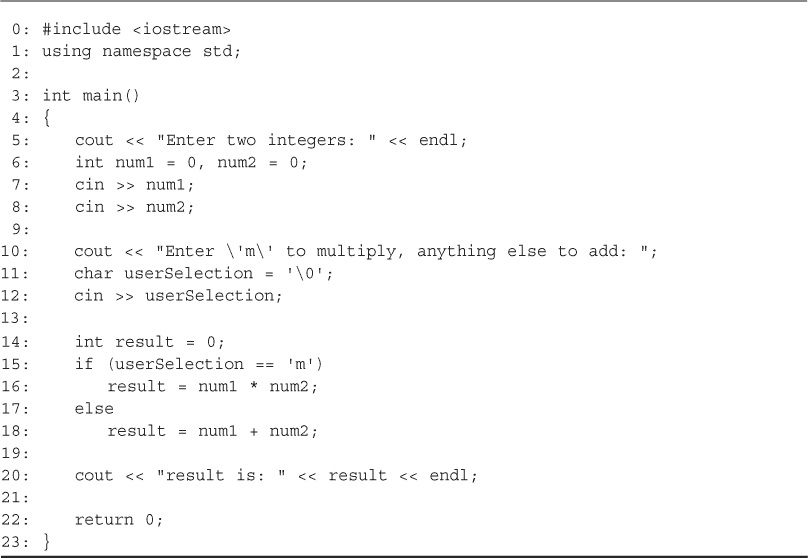 0: #include <iostream>
1: using namespace std;
2:
3: int main()
4: {
5:    cout << "Enter two integers: " << endl;
6:    int num1 = 0, num2 = 0;
7:    cin >> num1;
8:    cin >> num2;
9:
10:    cout << "Enter \'m\' to multiply, anything else to add: ";
11:    char userSelection = '\0';
12:    cin >> userSelection;
13:
14:    int result = 0;
15:    if (userSelection == 'm')
16:       result = num1 * num2;
17:    else
18:       result = num1 + num2;
19:
20:    cout << "result is: " << result << endl;
21:
22:    return 0;
23: }